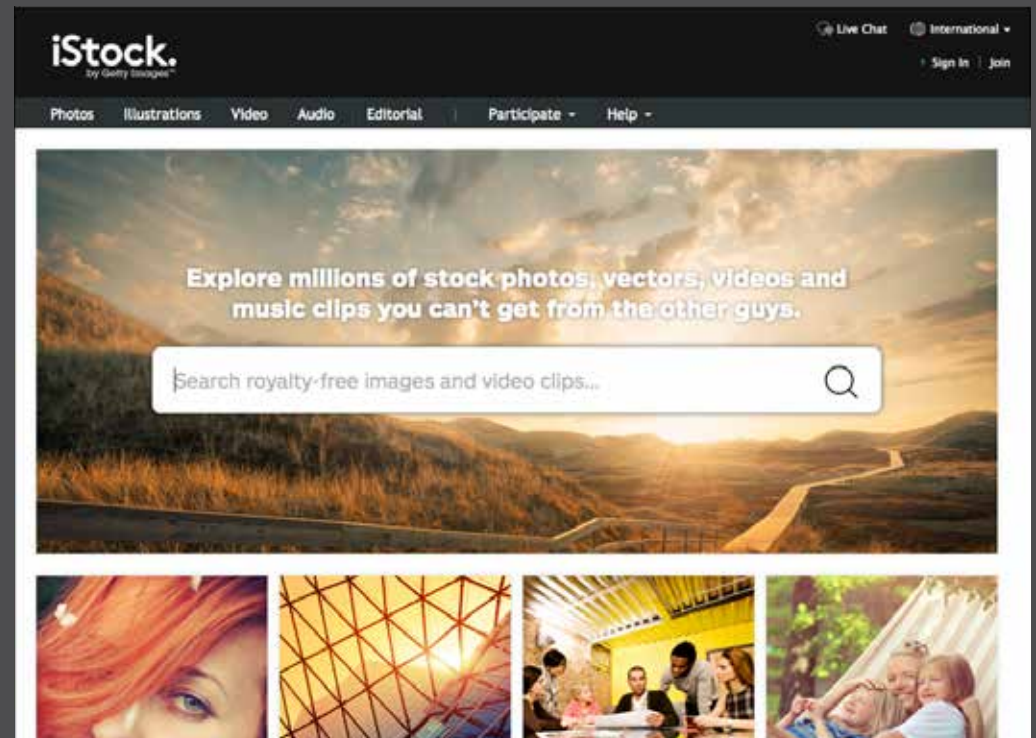 Live Chat International
iStock.
by Getty Images™
Sign In | Join
Photos Illustrations Video Audio Editorial | Participate Help
Explore millions of stock photos, vectors, videos and
music clips you can't get from the other guys.
Search royalty-free images and video clips...